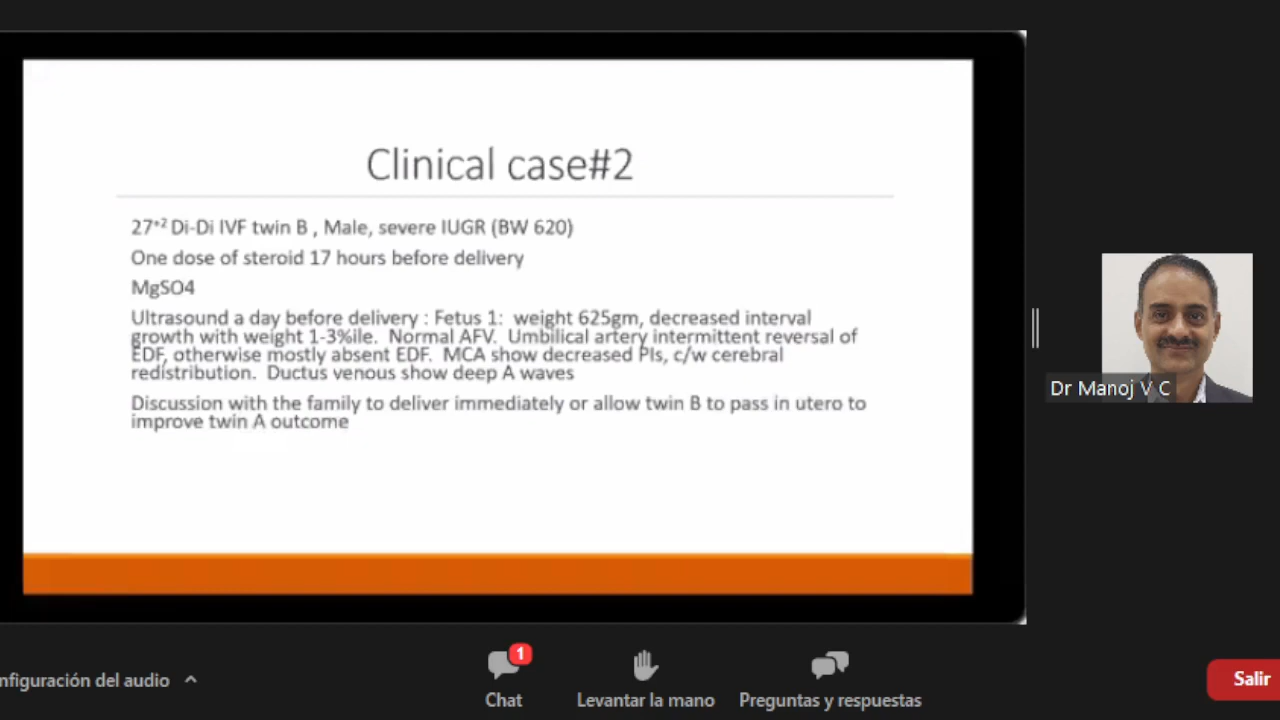 Clinical case#2
27⁺² Di-Di IVF twin B , Male, severe IUGR (BW 620)
One dose of steroid 17 hours before delivery
MgSO4
Ultrasound a day before delivery : Fetus 1:  weight 625gm, decreased interval
growth with weight 1-3%ile.  Normal AFV.  Umbilical artery intermittent reversal of
EDF, otherwise mostly absent EDF.  MCA show decreased PIs, c/w cerebral
redistribution.  Ductus venous show deep A waves
Discussion with the family to deliver immediately or allow twin B to pass in utero to
improve twin A outcome
Dr Manoj V C
nfiguración del audio
1
Chat
Levantar la mano
Preguntas y respuestas
Salir